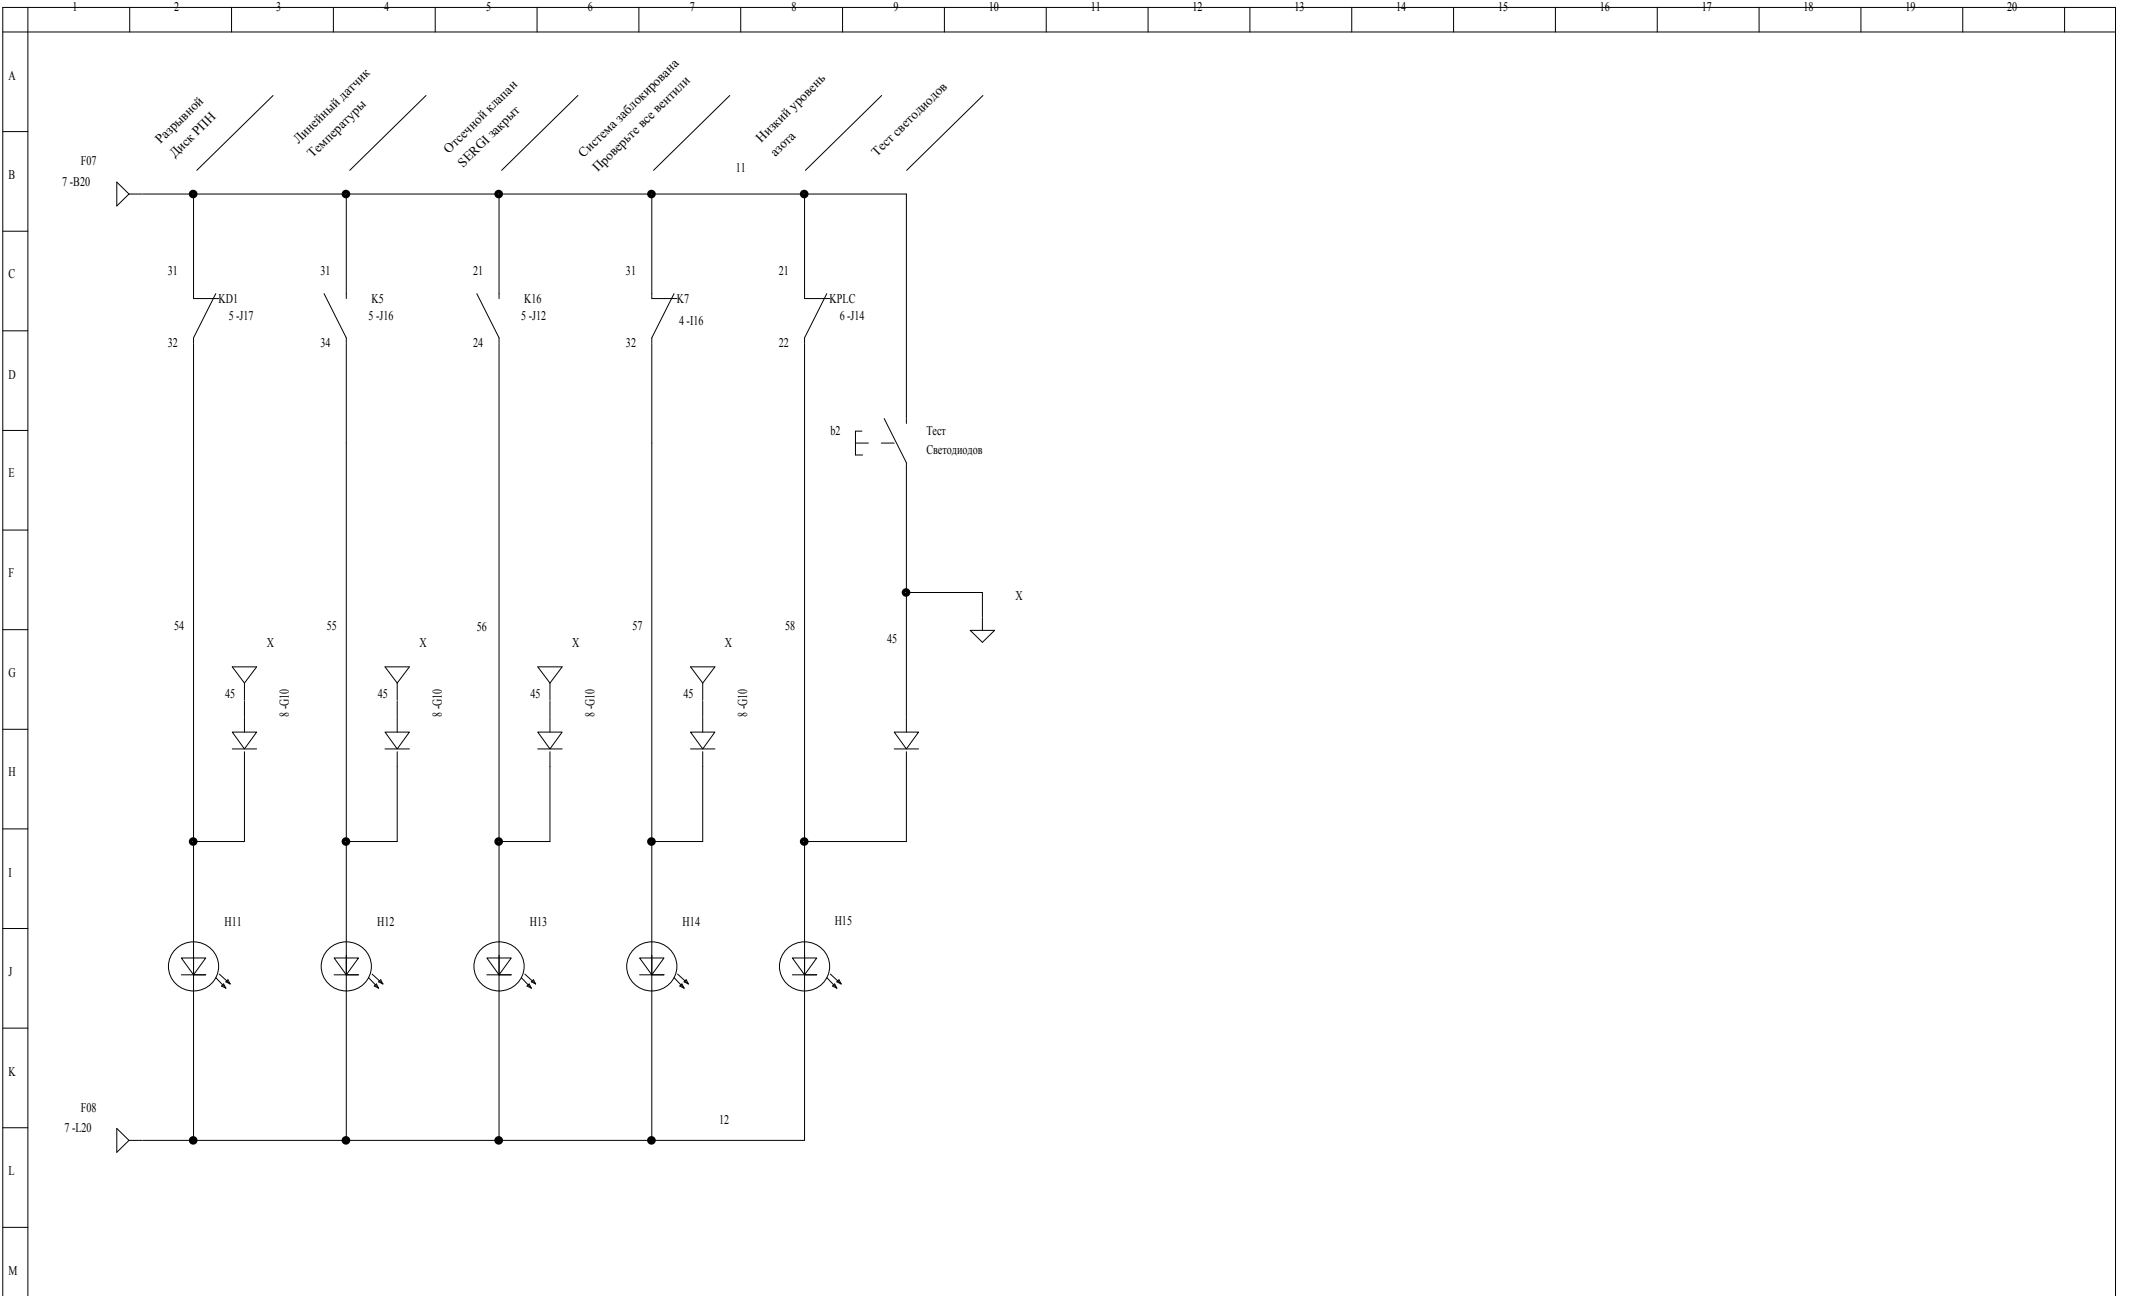 1 2 3 4 5 6 7 8 9 10 11 12 13 14 15 16 17 18 19 20
A
Разрывной
Диск РПН
Линейный датчик
Температуры
Отсечной клапан
SERGI закрыт
Система заблокирована
Проверьте все вентили
Низкий уровень
азота
Тест светодиодов
F07
7 -B20
11
B
C
31 31 21 31 21
KD1
5 -J17
K5
5 -J16
K16
5 -J12
K7
4 -I16
KPLC
6 -J14
32 34 24 32 22
D
b2
Тест
Светодиодов
E
F
X
54 55 56 57 58 45
X X X X
G
45 8 -G10 45 8 -G10 45 8 -G10 45 8 -G10
H
I
H11 H12 H13 H14 H15
J
K
F08
7 -L20
12
L
M